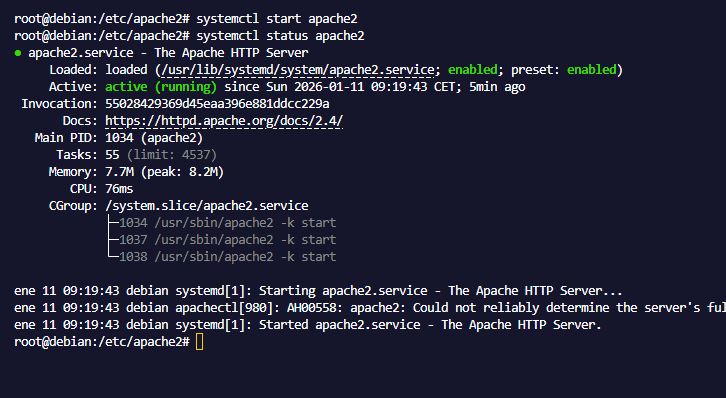 root@debian:/etc/apache2# systemctl start apache2
root@debian:/etc/apache2# systemctl status apache2
● apache2.service - The Apache HTTP Server
     Loaded: loaded (/usr/lib/systemd/system/apache2.service; enabled; preset: enabled)
     Active: active (running) since Sun 2026-01-11 09:19:43 CET; 5min ago
 Invocation: 55028429369d45eaa396e881ddcc229a
       Docs: https://httpd.apache.org/docs/2.4/
   Main PID: 1034 (apache2)
      Tasks: 55 (limit: 4537)
     Memory: 7.7M (peak: 8.2M)
        CPU: 76ms
     CGroup: /system.slice/apache2.service
             ├─1034 /usr/sbin/apache2 -k start
             ├─1037 /usr/sbin/apache2 -k start
             └─1038 /usr/sbin/apache2 -k start

ene 11 09:19:43 debian systemd[1]: Starting apache2.service - The Apache HTTP Server...
ene 11 09:19:43 debian apachectl[980]: AH00558: apache2: Could not reliably determine the server's ful
ene 11 09:19:43 debian systemd[1]: Started apache2.service - The Apache HTTP Server.
root@debian:/etc/apache2#